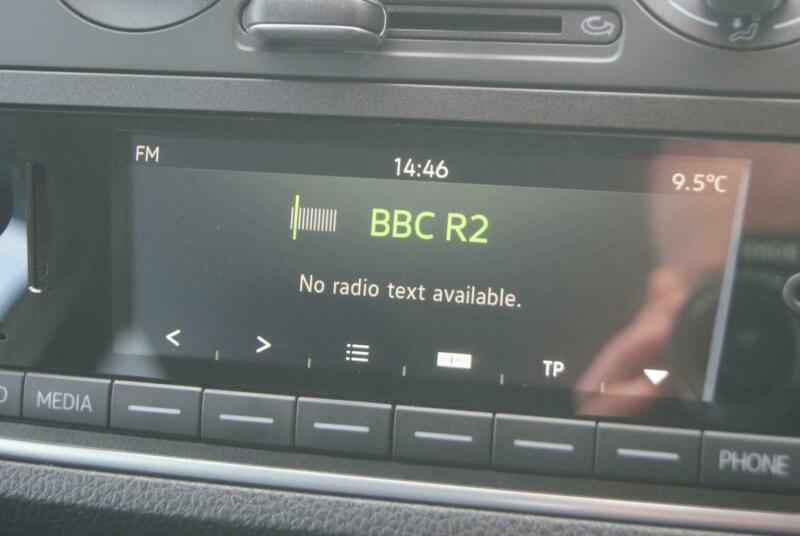 FM
14:46
9.5°C
BBC R2
No radio text available.
< > TP
MEDIA
PHONE